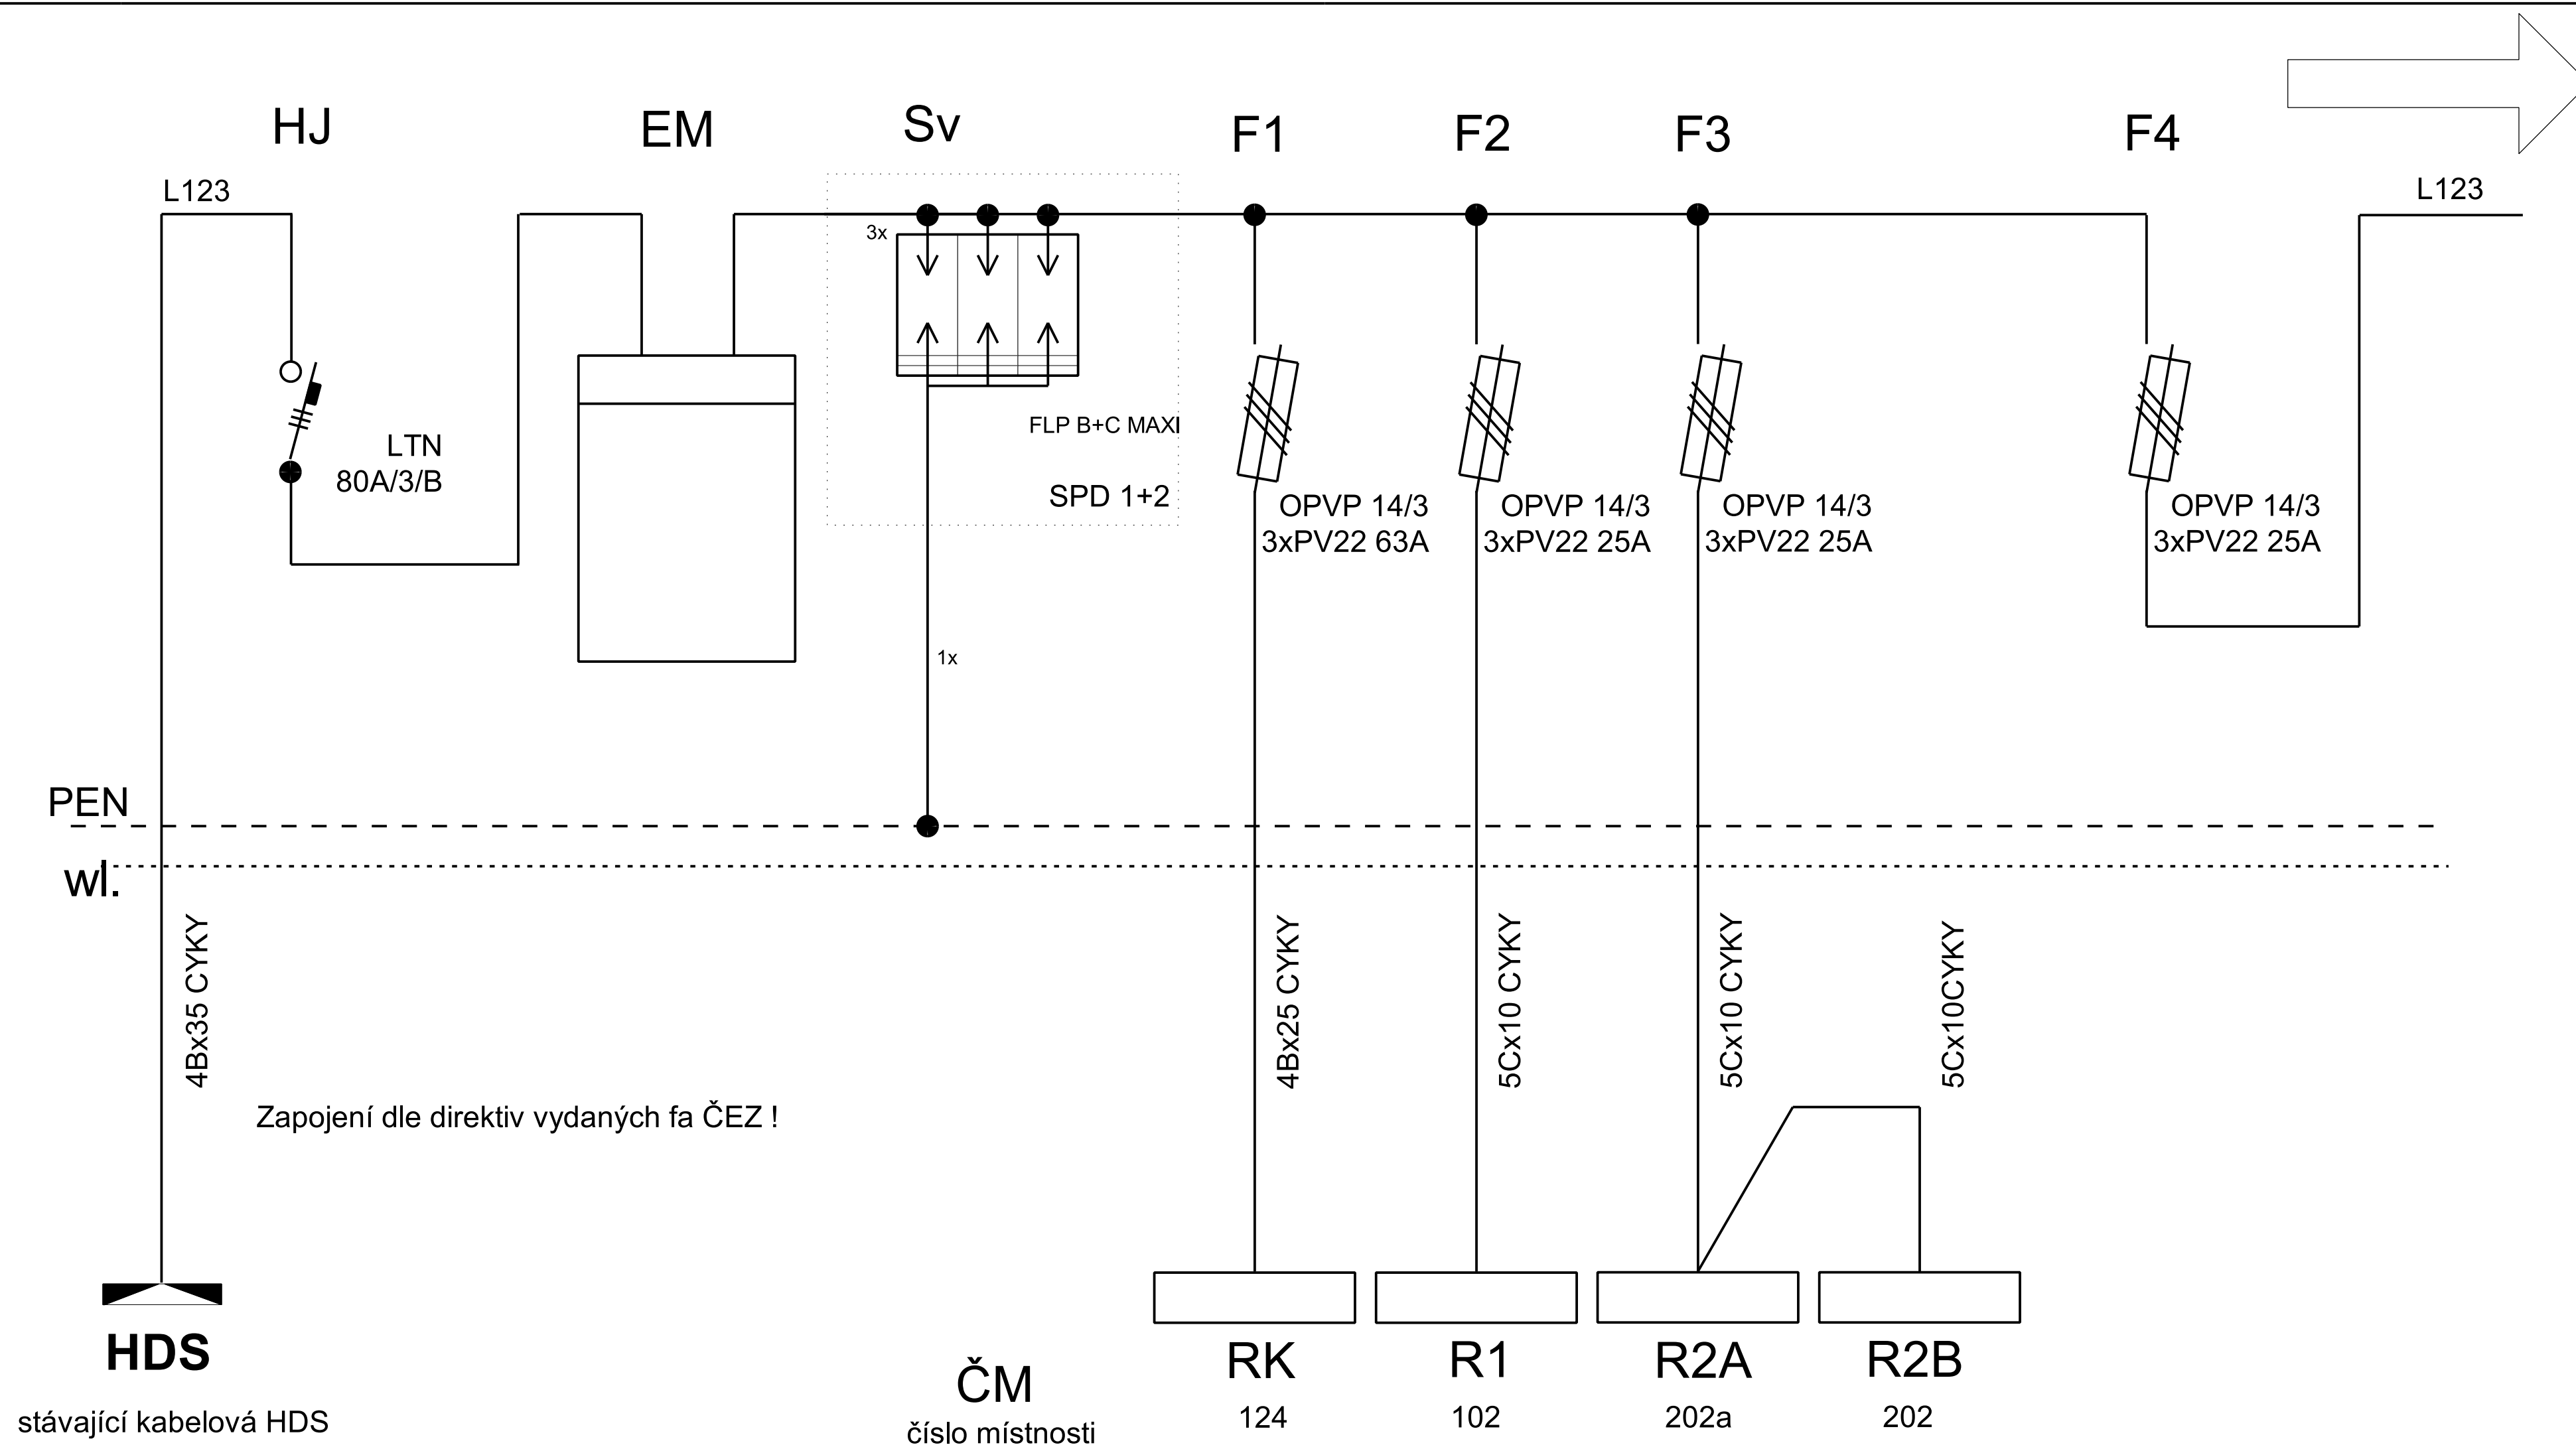 HJ
EM
Sv
F1
F2
F3
F4
L123
L123
3x
LTN
80A/3/B
FLP B+C MAXI
SPD 1+2
OPVP 14/3
3xPV22 63A
OPVP 14/3
3xPV22 25A
OPVP 14/3
3xPV22 25A
OPVP 14/3
3xPV22 25A
1x
PEN
wl.
4Bx35 CYKY
4Bx25 CYKY
5Cx10 CYKY
5Cx10 CYKY
5Cx10CYKY
Zapojení dle direktiv vydaných fa ČEZ !
HDS
stávající kabelová HDS
ČM
číslo místnosti
RK
124
R1
102
R2A
202a
R2B
202